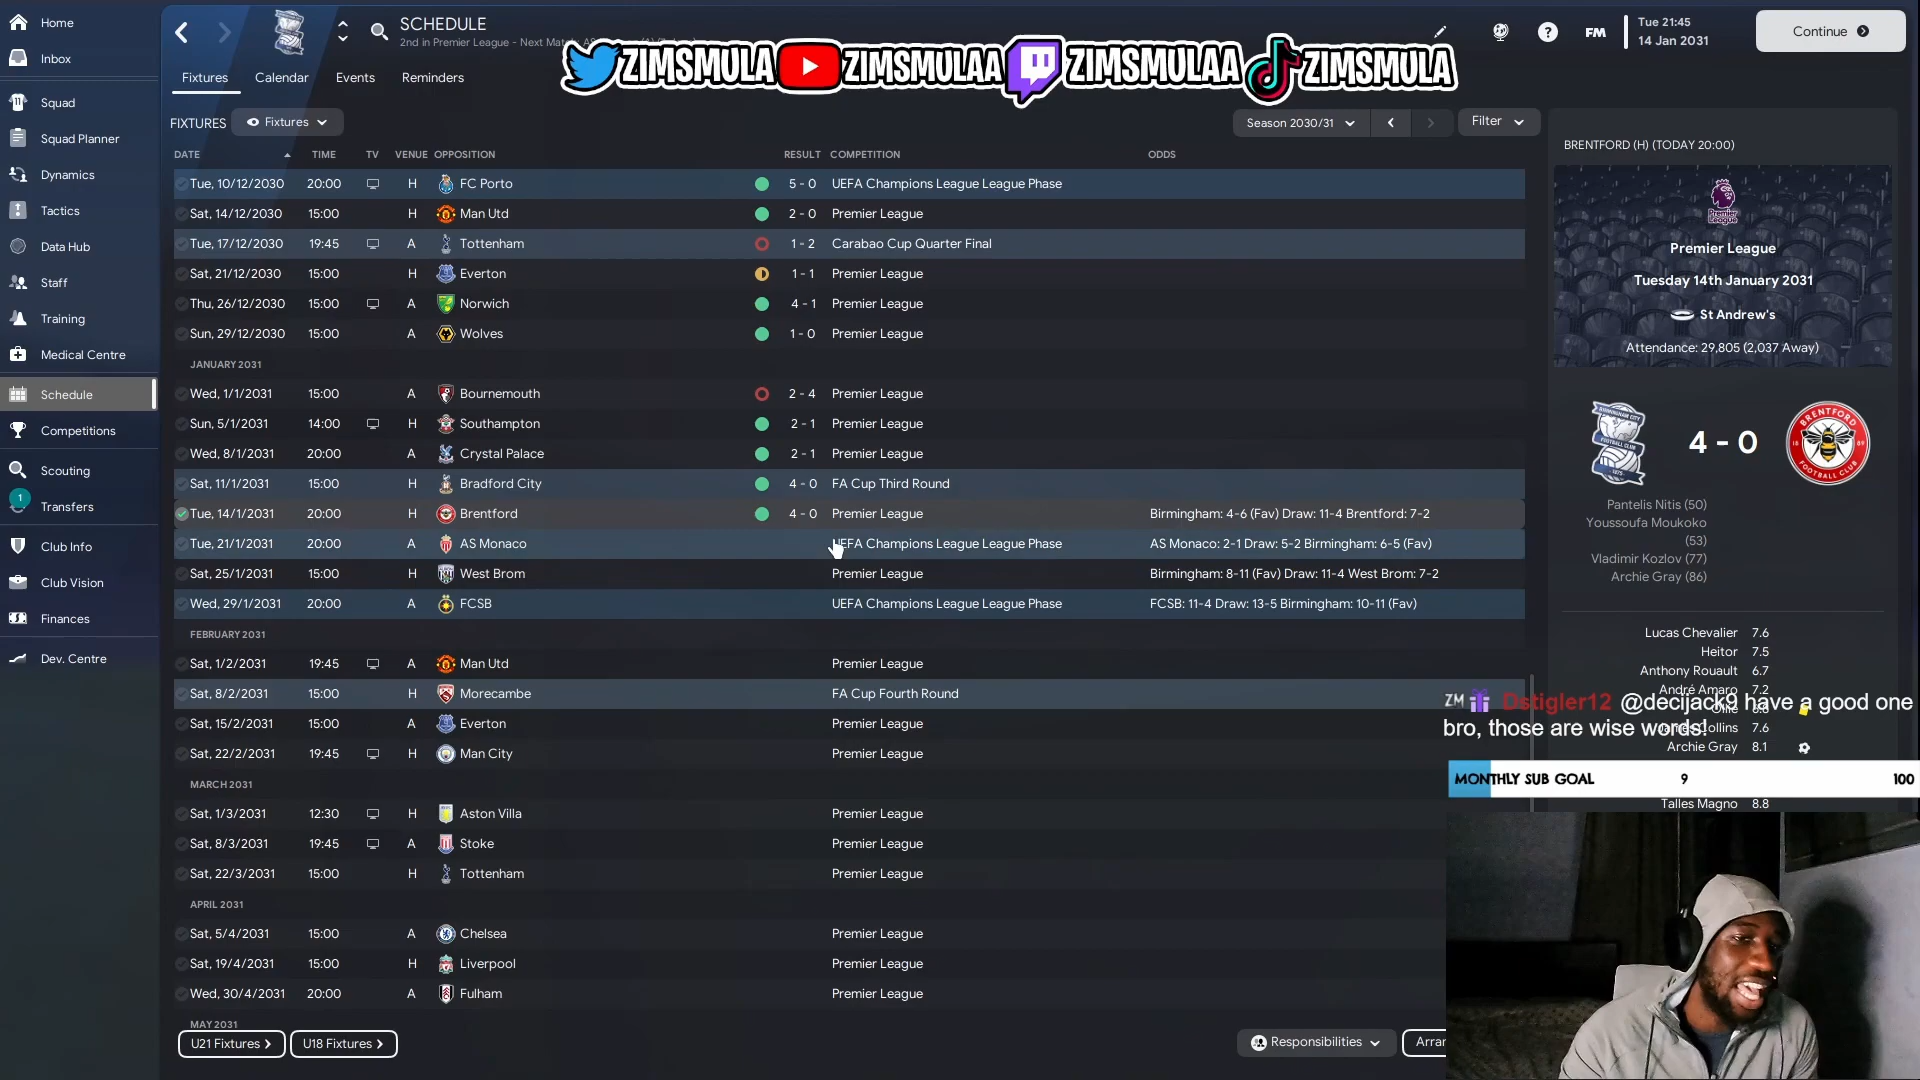 Home
Inbox
Squad
Squad Planner
Dynamics
Tactics
Data Hub
Staff
Training
Medical Centre
Schedule
Competitions
Scouting
1
Transfers
Club Info
Club Vision
Finances
Dev. Centre
SCHEDULE
2nd in Premier League - Next Mat
Fixtures Calendar Events Reminders
ZIMSMULA ZIMSMULAA ZIMSMULAA ZIMSMULA
FM
Tue 21:45
14 Jan 2031
Continue
FIXTURES Fixtures
Season 2030/31 Filter
DATE TIME TV VENUE OPPOSITION RESULT COMPETITION ODDS
Tue, 10/12/2030 20:00 H FC Porto 5 - 0 UEFA Champions League League Phase
Sat, 14/12/2030 15:00 H Man Utd 2 - 0 Premier League
Tue, 17/12/2030 19:45 A Tottenham 1 - 2 Carabao Cup Quarter Final
Sat, 21/12/2030 15:00 H Everton 1 - 1 Premier League
Thu, 26/12/2030 15:00 A Norwich 4 - 1 Premier League
Sun, 29/12/2030 15:00 A Wolves 1 - 0 Premier League
JANUARY 2031
Wed, 1/1/2031 15:00 A Bournemouth 2 - 4 Premier League
Sun, 5/1/2031 14:00 H Southampton 2 - 1 Premier League
Wed, 8/1/2031 20:00 A Crystal Palace 2 - 1 Premier League
Sat, 11/1/2031 15:00 H Bradford City 4 - 0 FA Cup Third Round
Tue, 14/1/2031 20:00 H Brentford 4 - 0 Premier League Birmingham: 4-6 (Fav) Draw: 11-4 Brentford: 7-2
Tue, 21/1/2031 20:00 A AS Monaco UEFA Champions League League Phase AS Monaco: 2-1 Draw: 5-2 Birmingham: 6-5 (Fav)
Sat, 25/1/2031 15:00 H West Brom Premier League Birmingham: 8-11 (Fav) Draw: 11-4 West Brom: 7-2
Wed, 29/1/2031 20:00 A FCSB UEFA Champions League League Phase FCSB: 11-4 Draw: 13-5 Birmingham: 10-11 (Fav)
FEBRUARY 2031
Sat, 1/2/2031 19:45 A Man Utd Premier League
Sat, 8/2/2031 15:00 H Morecambe FA Cup Fourth Round
Sat, 15/2/2031 15:00 A Everton Premier League
Sat, 22/2/2031 19:45 A Man City Premier League
MARCH 2031
Sat, 1/3/2031 12:30 H Aston Villa Premier League
Sat, 8/3/2031 19:45 A Stoke Premier League
Sat, 22/3/2031 15:00 H Tottenham Premier League
APRIL 2031
Sat, 5/4/2031 15:00 A Chelsea Premier League
Sat, 19/4/2031 15:00 H Liverpool Premier League
Wed, 30/4/2031 20:00 A Fulham Premier League
MAY 2031
U21 Fixtures U18 Fixtures Responsibilities Arran
BRENTFORD (H) (TODAY 20:00)
Premier League
Tuesday 14th January 2031
St Andrew's
Attendance: 29,805 (2,037 Away)
BIRMINGHAM CITY
FOOTBALL CLUB
1875
4 - 0
BRENTFORD
18 89
FOOTBALL CLUB
Pantelis Nitis (50)
Youssoufa Moukoko
(53)
Vladimir Kozlov (77)
Archie Gray (86)
Lucas Chevalier 7.6
Heitor 7.5
Anthony Rouault 6.7
André Amaro 7.2
ZM Dstigler12 @decijack9 have a good one
bro, those are wise words!
Collins 7.6
Archie Gray 8.1
MONTHLY SUB GOAL 9 100
Talles Magno 8.8